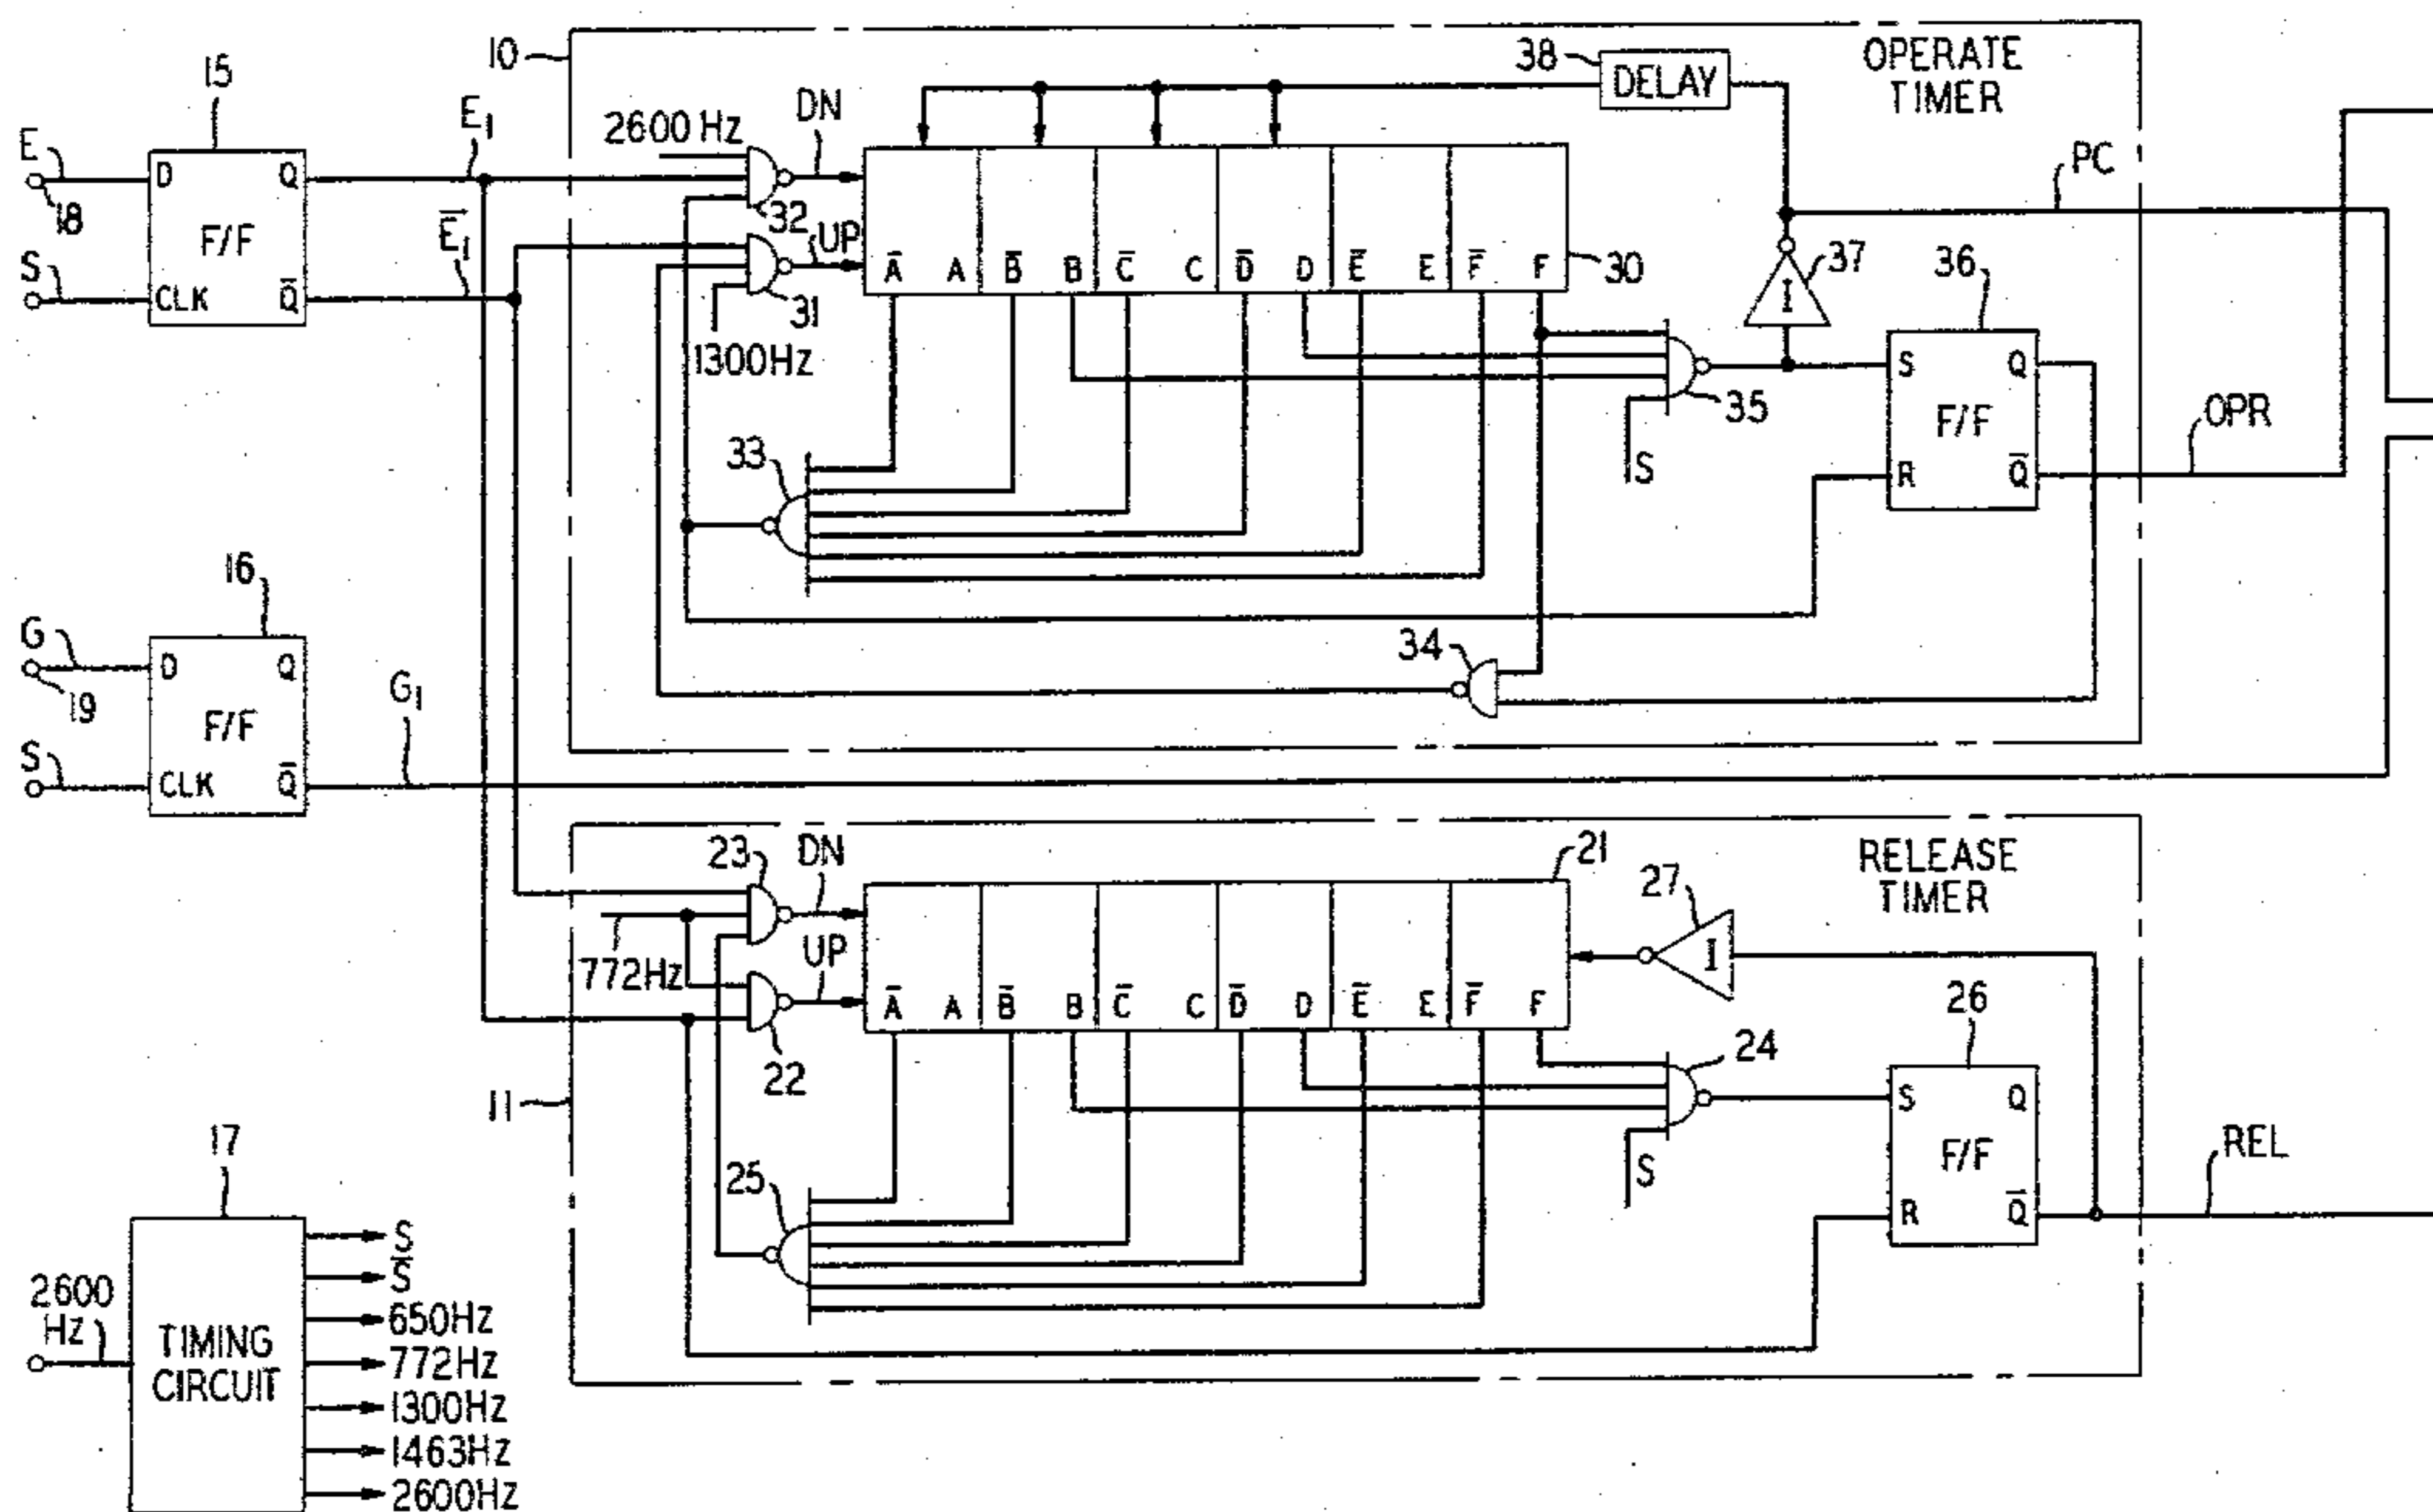 10
38
DELAY
OPERATE
TIMER
15
E1
2600 Hz
DN
E
18
D Q
F/F
S
CLK Q̅
E̅1
32
UP
31
1300Hz
A̅ A B̅ B C̅ C D̅ D E̅ E F̅ F
30
I
37
PC
36
35
S
S Q
F/F
R Q̅
OPR
33
34
16
G
19
D Q
F/F
S
CLK Q̅
G1
11
23
DN
772Hz
UP
22
21
A̅ A B̅ B C̅ C D̅ D E̅ E F̅ F
RELEASE
TIMER
27
I
24
S
26
S Q
F/F
R Q̅
REL
25
17
2600
Hz
TIMING
CIRCUIT
S
S̅
650Hz
772Hz
1300Hz
1463Hz
2600Hz